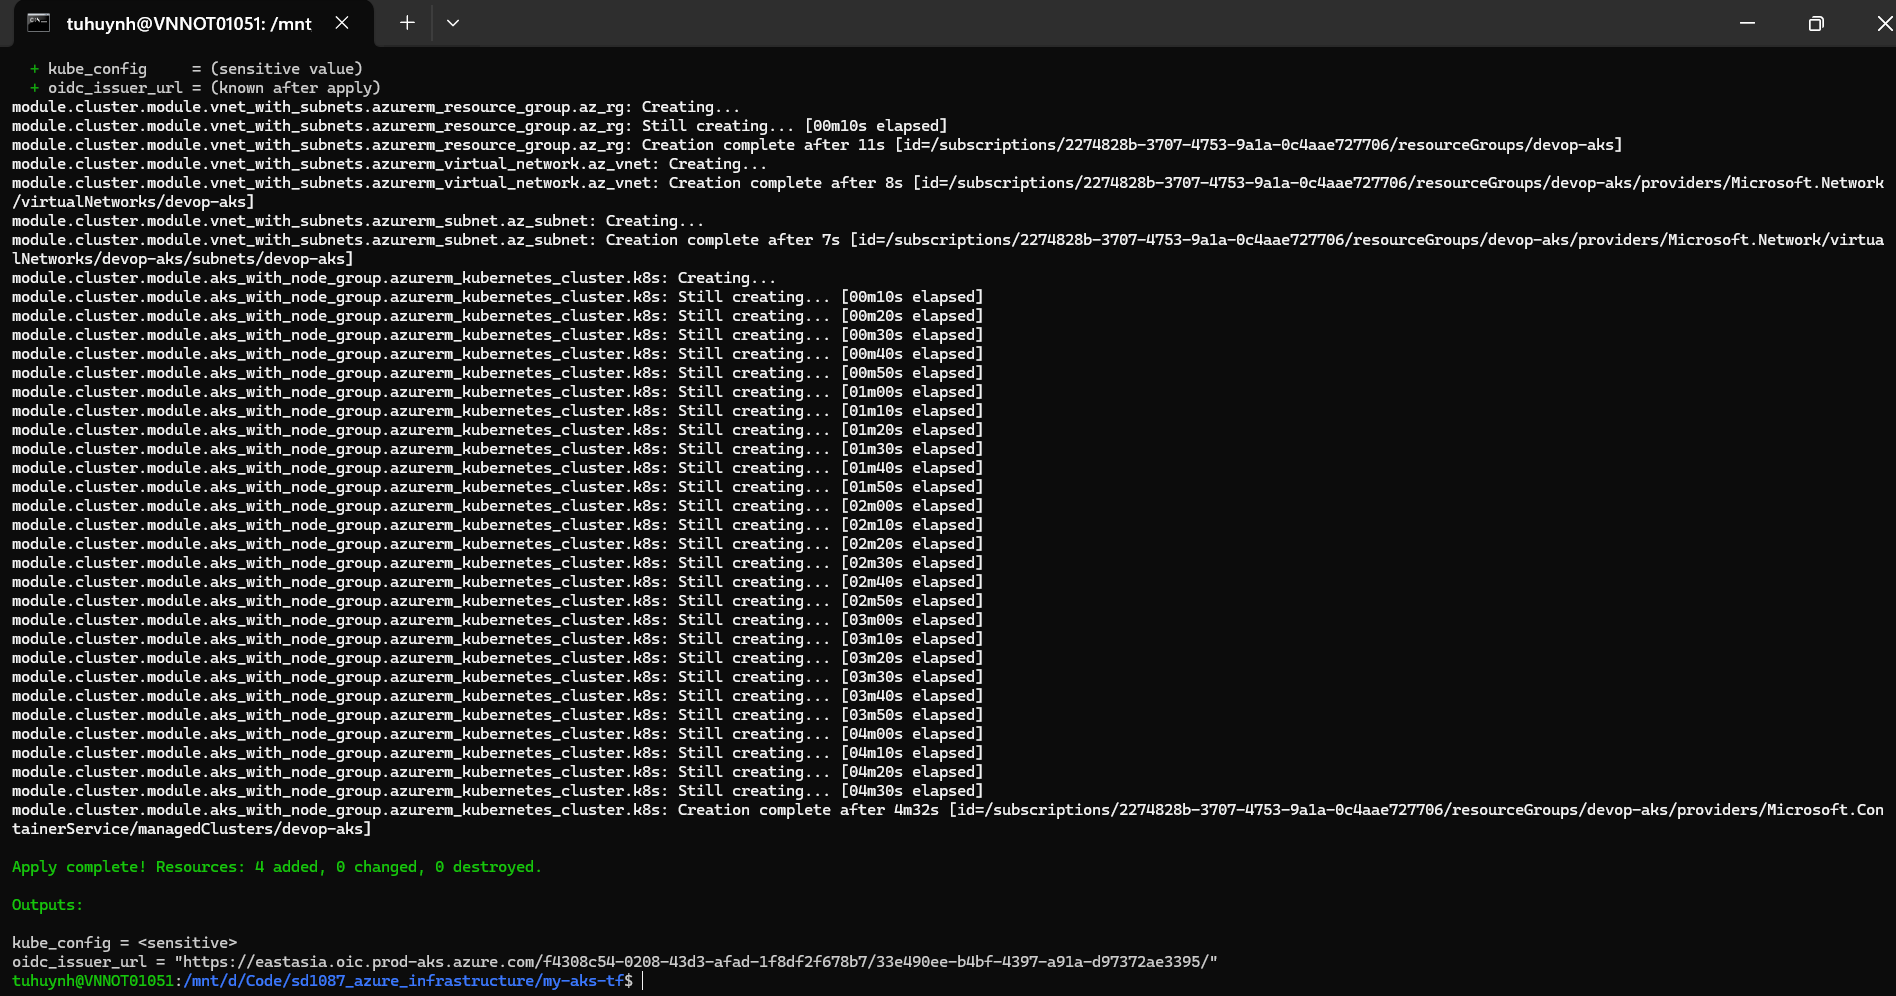 tuhuynh@VNNOT01051: /mnt
+ kube_config     = (sensitive value)
+ oidc_issuer_url = (known after apply)
module.cluster.module.vnet_with_subnets.azurerm_resource_group.az_rg: Creating...
module.cluster.module.vnet_with_subnets.azurerm_resource_group.az_rg: Still creating... [00m10s elapsed]
module.cluster.module.vnet_with_subnets.azurerm_resource_group.az_rg: Creation complete after 11s [id=/subscriptions/2274828b-3707-4753-9a1a-0c4aae727706/resourceGroups/devop-aks]
module.cluster.module.vnet_with_subnets.azurerm_virtual_network.az_vnet: Creating...
module.cluster.module.vnet_with_subnets.azurerm_virtual_network.az_vnet: Creation complete after 8s [id=/subscriptions/2274828b-3707-4753-9a1a-0c4aae727706/resourceGroups/devop-aks/providers/Microsoft.Network
/virtualNetworks/devop-aks]
module.cluster.module.vnet_with_subnets.azurerm_subnet.az_subnet: Creating...
module.cluster.module.vnet_with_subnets.azurerm_subnet.az_subnet: Creation complete after 7s [id=/subscriptions/2274828b-3707-4753-9a1a-0c4aae727706/resourceGroups/devop-aks/providers/Microsoft.Network/virtua
lNetworks/devop-aks/subnets/devop-aks]
module.cluster.module.aks_with_node_group.azurerm_kubernetes_cluster.k8s: Creating...
module.cluster.module.aks_with_node_group.azurerm_kubernetes_cluster.k8s: Still creating... [00m10s elapsed]
module.cluster.module.aks_with_node_group.azurerm_kubernetes_cluster.k8s: Still creating... [00m20s elapsed]
module.cluster.module.aks_with_node_group.azurerm_kubernetes_cluster.k8s: Still creating... [00m30s elapsed]
module.cluster.module.aks_with_node_group.azurerm_kubernetes_cluster.k8s: Still creating... [00m40s elapsed]
module.cluster.module.aks_with_node_group.azurerm_kubernetes_cluster.k8s: Still creating... [00m50s elapsed]
module.cluster.module.aks_with_node_group.azurerm_kubernetes_cluster.k8s: Still creating... [01m00s elapsed]
module.cluster.module.aks_with_node_group.azurerm_kubernetes_cluster.k8s: Still creating... [01m10s elapsed]
module.cluster.module.aks_with_node_group.azurerm_kubernetes_cluster.k8s: Still creating... [01m20s elapsed]
module.cluster.module.aks_with_node_group.azurerm_kubernetes_cluster.k8s: Still creating... [01m30s elapsed]
module.cluster.module.aks_with_node_group.azurerm_kubernetes_cluster.k8s: Still creating... [01m40s elapsed]
module.cluster.module.aks_with_node_group.azurerm_kubernetes_cluster.k8s: Still creating... [01m50s elapsed]
module.cluster.module.aks_with_node_group.azurerm_kubernetes_cluster.k8s: Still creating... [02m00s elapsed]
module.cluster.module.aks_with_node_group.azurerm_kubernetes_cluster.k8s: Still creating... [02m10s elapsed]
module.cluster.module.aks_with_node_group.azurerm_kubernetes_cluster.k8s: Still creating... [02m20s elapsed]
module.cluster.module.aks_with_node_group.azurerm_kubernetes_cluster.k8s: Still creating... [02m30s elapsed]
module.cluster.module.aks_with_node_group.azurerm_kubernetes_cluster.k8s: Still creating... [02m40s elapsed]
module.cluster.module.aks_with_node_group.azurerm_kubernetes_cluster.k8s: Still creating... [02m50s elapsed]
module.cluster.module.aks_with_node_group.azurerm_kubernetes_cluster.k8s: Still creating... [03m00s elapsed]
module.cluster.module.aks_with_node_group.azurerm_kubernetes_cluster.k8s: Still creating... [03m10s elapsed]
module.cluster.module.aks_with_node_group.azurerm_kubernetes_cluster.k8s: Still creating... [03m20s elapsed]
module.cluster.module.aks_with_node_group.azurerm_kubernetes_cluster.k8s: Still creating... [03m30s elapsed]
module.cluster.module.aks_with_node_group.azurerm_kubernetes_cluster.k8s: Still creating... [03m40s elapsed]
module.cluster.module.aks_with_node_group.azurerm_kubernetes_cluster.k8s: Still creating... [03m50s elapsed]
module.cluster.module.aks_with_node_group.azurerm_kubernetes_cluster.k8s: Still creating... [04m00s elapsed]
module.cluster.module.aks_with_node_group.azurerm_kubernetes_cluster.k8s: Still creating... [04m10s elapsed]
module.cluster.module.aks_with_node_group.azurerm_kubernetes_cluster.k8s: Still creating... [04m20s elapsed]
module.cluster.module.aks_with_node_group.azurerm_kubernetes_cluster.k8s: Still creating... [04m30s elapsed]
module.cluster.module.aks_with_node_group.azurerm_kubernetes_cluster.k8s: Creation complete after 4m32s [id=/subscriptions/2274828b-3707-4753-9a1a-0c4aae727706/resourceGroups/devop-aks/providers/Microsoft.Con
tainerService/managedClusters/devop-aks]
Apply complete! Resources: 4 added, 0 changed, 0 destroyed.
Outputs:
kube_config = <sensitive>
oidc_issuer_url = "https://eastasia.oic.prod-aks.azure.com/f4308c54-0208-43d3-afad-1f8df2f678b7/33e490ee-b4bf-4397-a91a-d97372ae3395/"
tuhuynh@VNNOT01051:/mnt/d/Code/sd1087_azure_infrastructure/my-aks-tf$